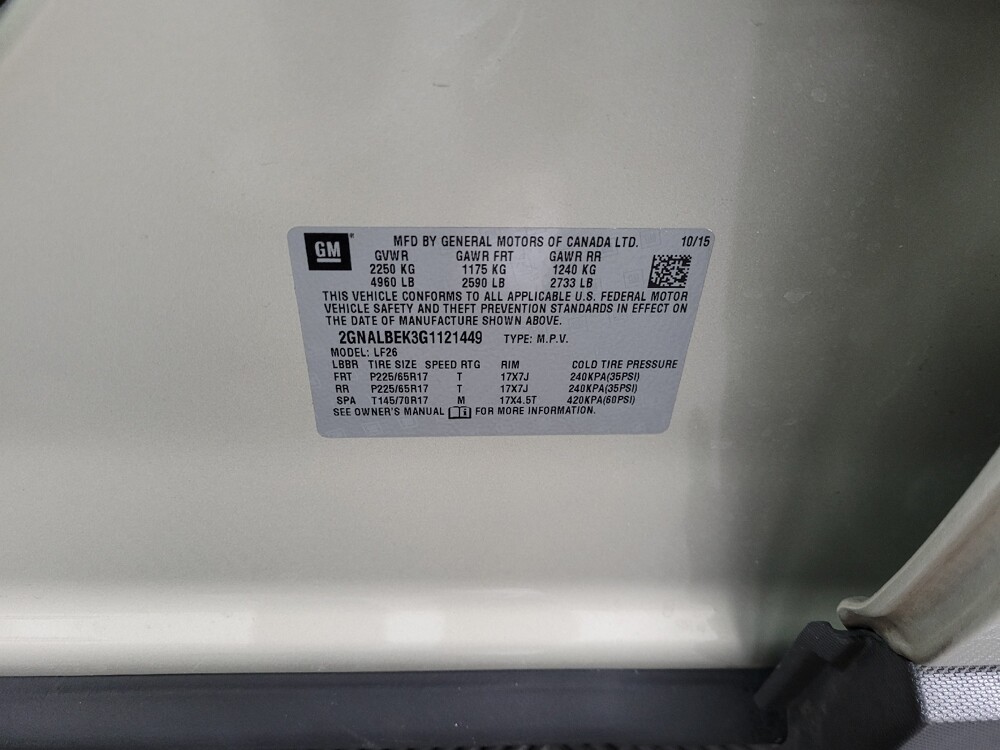 GM® MFD BY GENERAL MOTORS OF CANADA LTD. 10/15
GVWR GAWR FRT GAWR RR
2250 KG 1175 KG 1240 KG
4960 LB 2590 LB 2733 LB
THIS VEHICLE CONFORMS TO ALL APPLICABLE U.S. FEDERAL MOTOR
VEHICLE SAFETY AND THEFT PREVENTION STANDARDS IN EFFECT ON
THE DATE OF MANUFACTURE SHOWN ABOVE.
2GNALBEK3G1121449 TYPE: M.P.V.
MODEL: LF26
LBBR TIRE SIZE SPEED RTG RIM COLD TIRE PRESSURE
FRT P225/65R17 T 17X7J 240KPA(35PSI)
RR P225/65R17 T 17X7J 240KPA(35PSI)
SPA T145/70R17 M 17X4.5T 420KPA(60PSI)
SEE OWNER'S MANUAL FOR MORE INFORMATION.